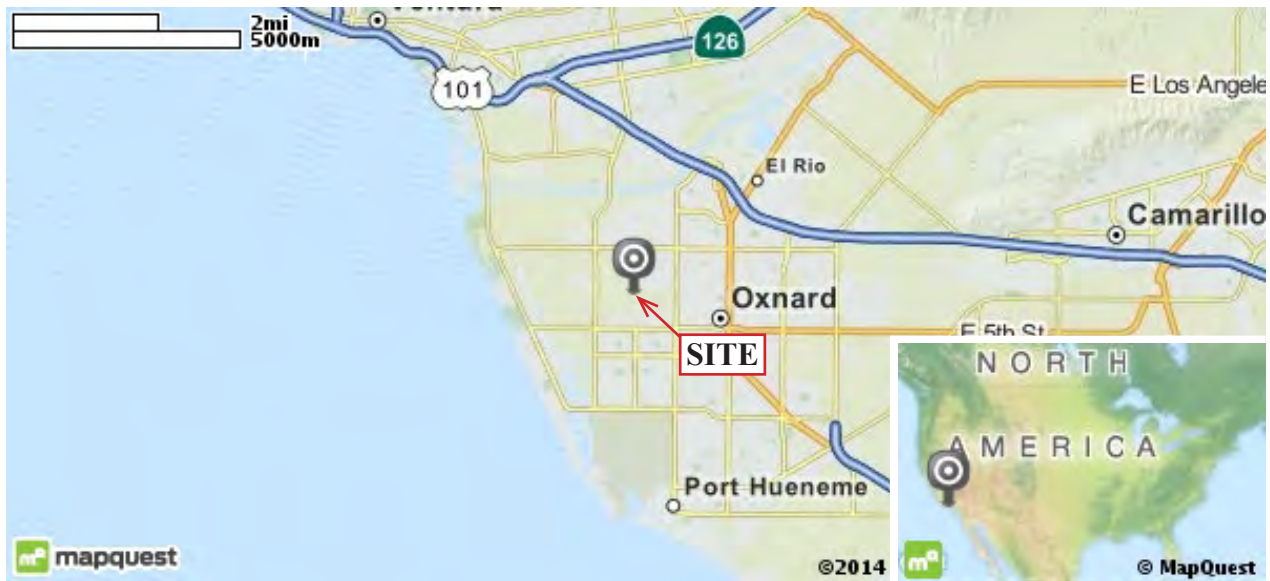 2mi
5000m
126
101
E Los Angele
El Rio
Camarillo
Oxnard
E 5th St
SITE
Port Hueneme
mapquest
©2014
NORTH
AMERICA
© MapQuest